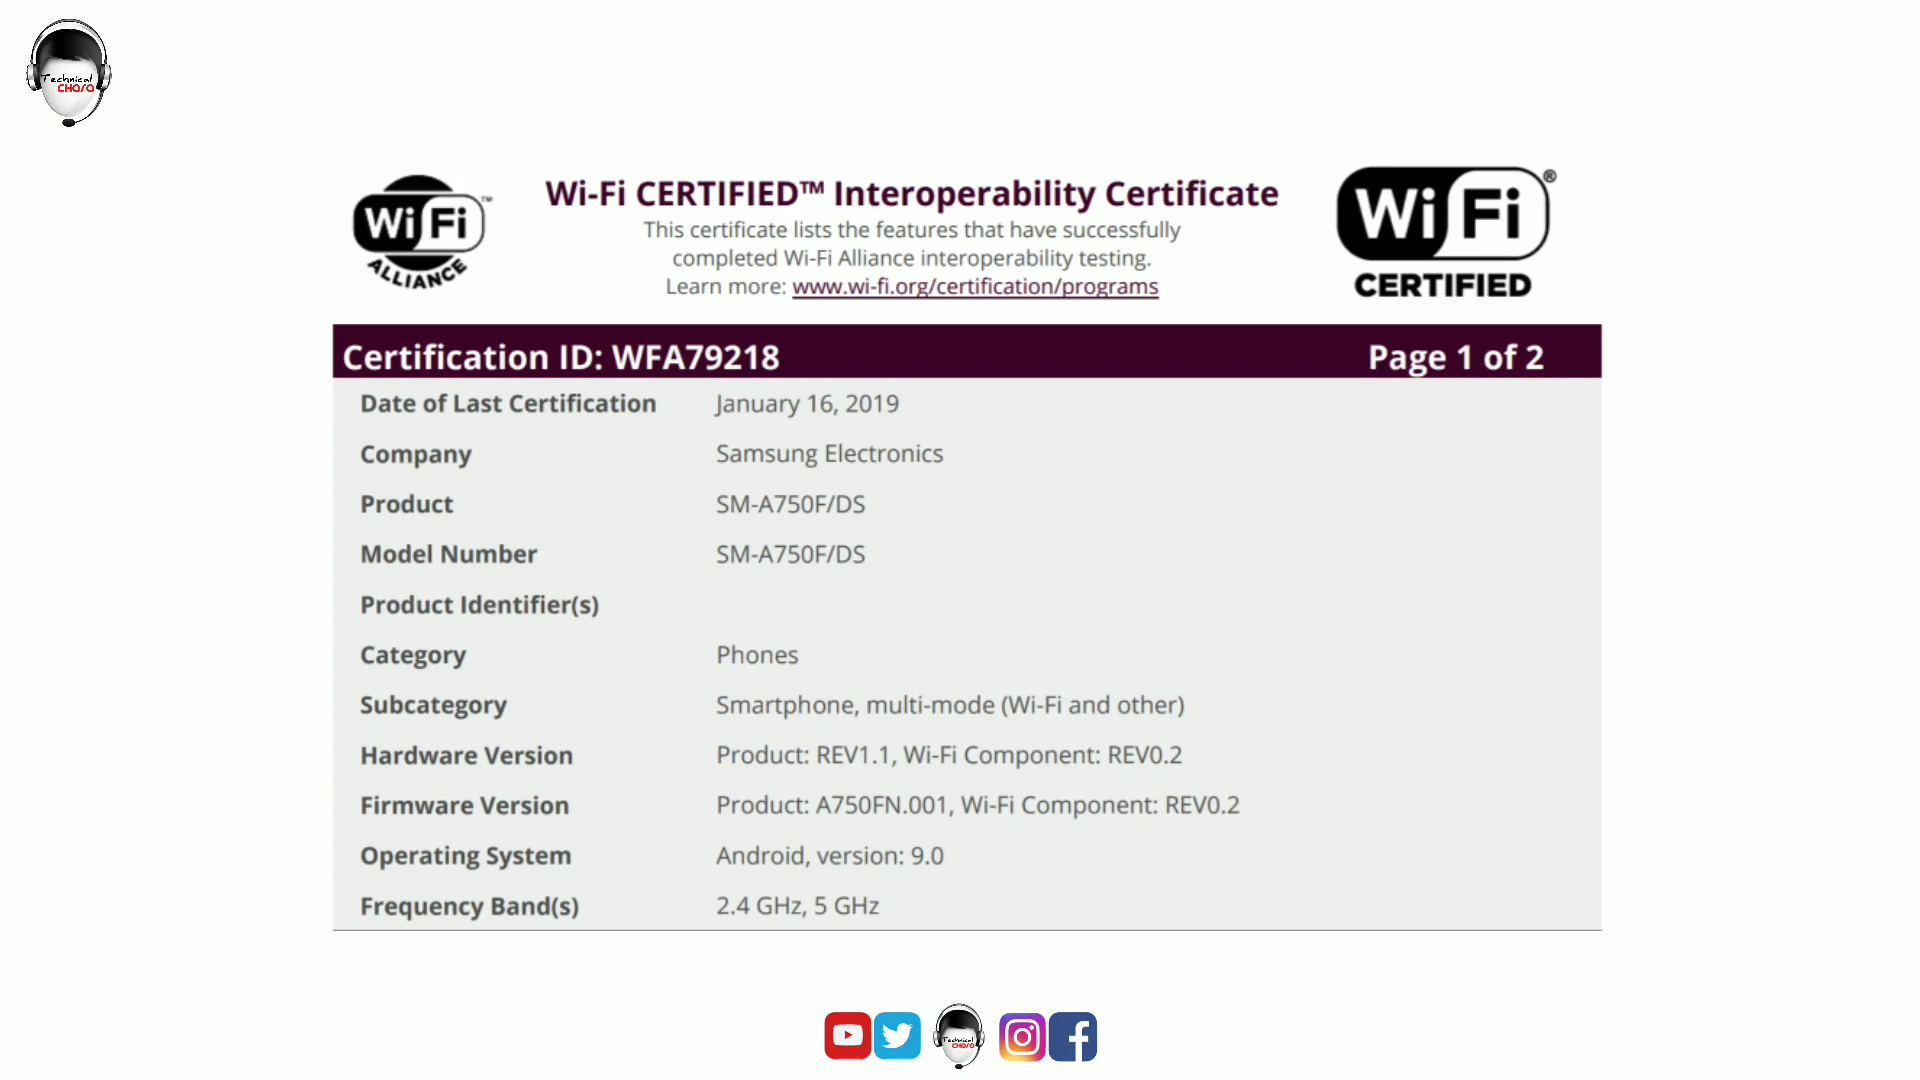 Technical
CHORA
Wi Fi
ALLIANCE
Wi-Fi CERTIFIED™ Interoperability Certificate
This certificate lists the features that have successfully
completed Wi-Fi Alliance interoperability testing.
Learn more: www.wi-fi.org/certification/programs
Wi Fi®
CERTIFIED
Certification ID: WFA79218 Page 1 of 2
Date of Last Certification January 16, 2019
Company Samsung Electronics
Product SM-A750F/DS
Model Number SM-A750F/DS
Product Identifier(s)
Category Phones
Subcategory Smartphone, multi-mode (Wi-Fi and other)
Hardware Version Product: REV1.1, Wi-Fi Component: REV0.2
Firmware Version Product: A750FN.001, Wi-Fi Component: REV0.2
Operating System Android, version: 9.0
Frequency Band(s) 2.4 GHz, 5 GHz
Technical
CHORA